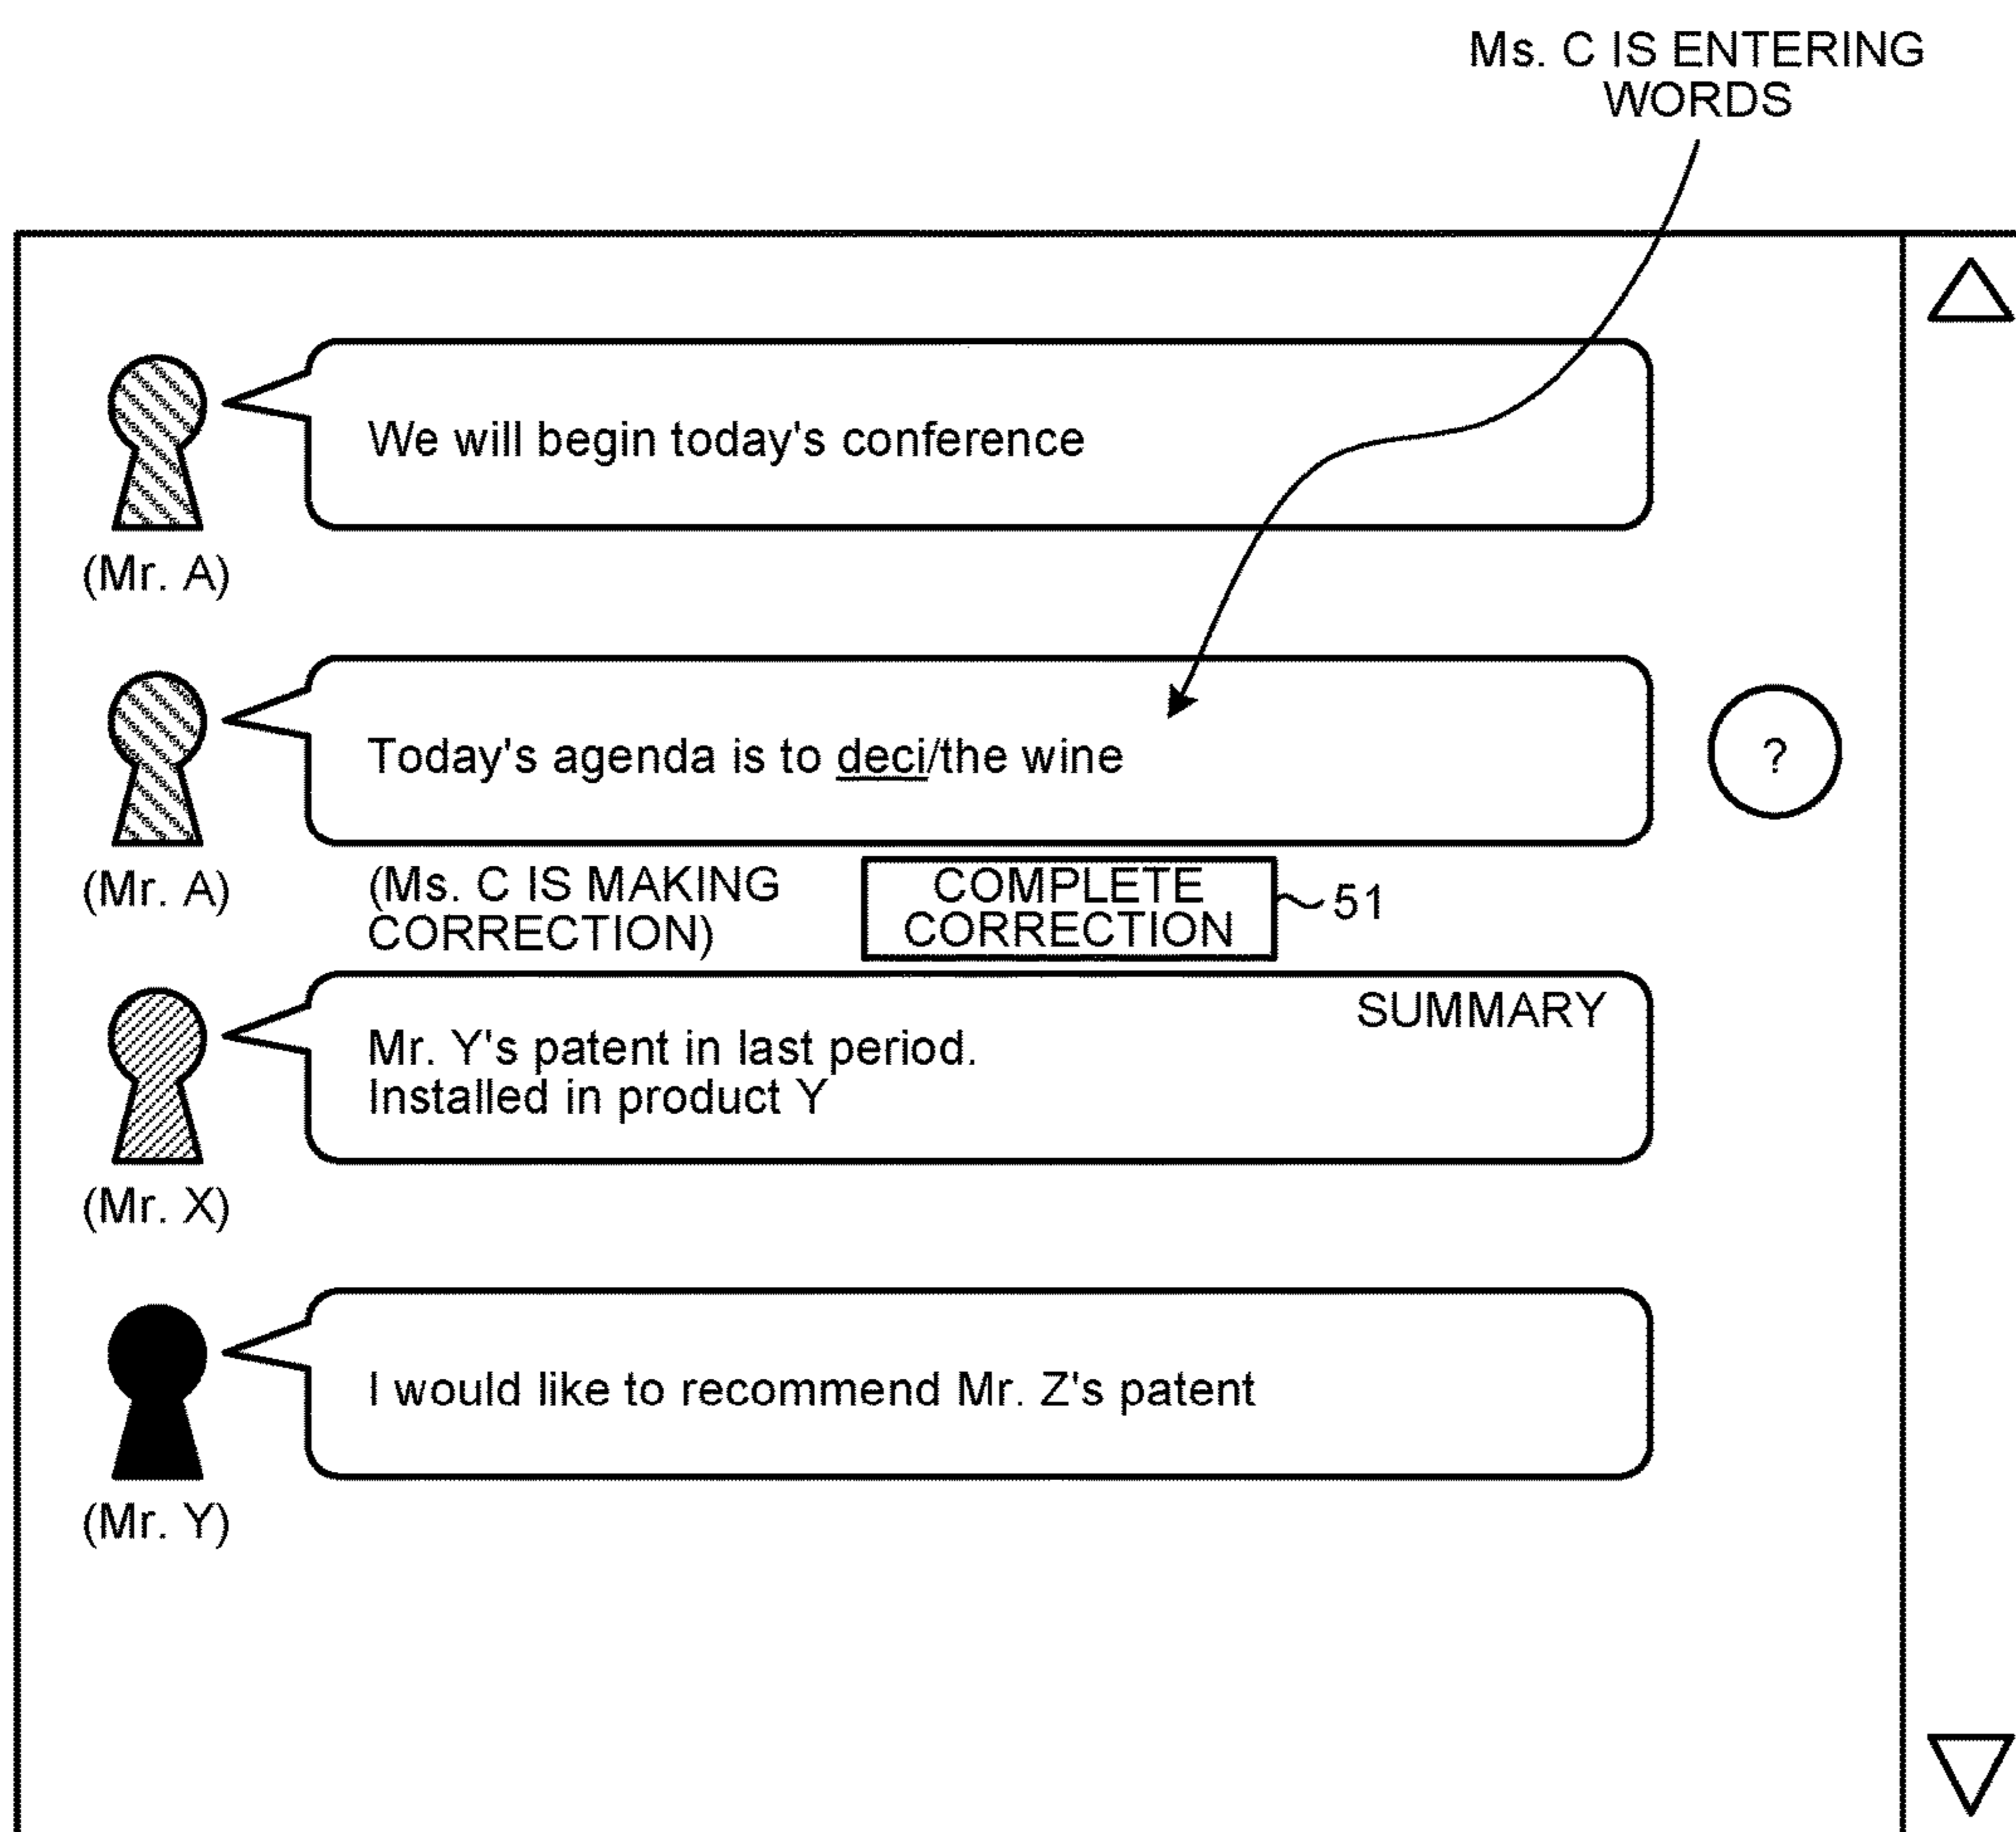 Ms. C IS ENTERING
WORDS
We will begin today's conference
(Mr. A)
Today's agenda is to deci/the wine
?
(Mr. A)
(Ms. C IS MAKING
CORRECTION)
COMPLETE
CORRECTION
51
SUMMARY
Mr. Y's patent in last period.
Installed in product Y
(Mr. X)
I would like to recommend Mr. Z's patent
(Mr. Y)